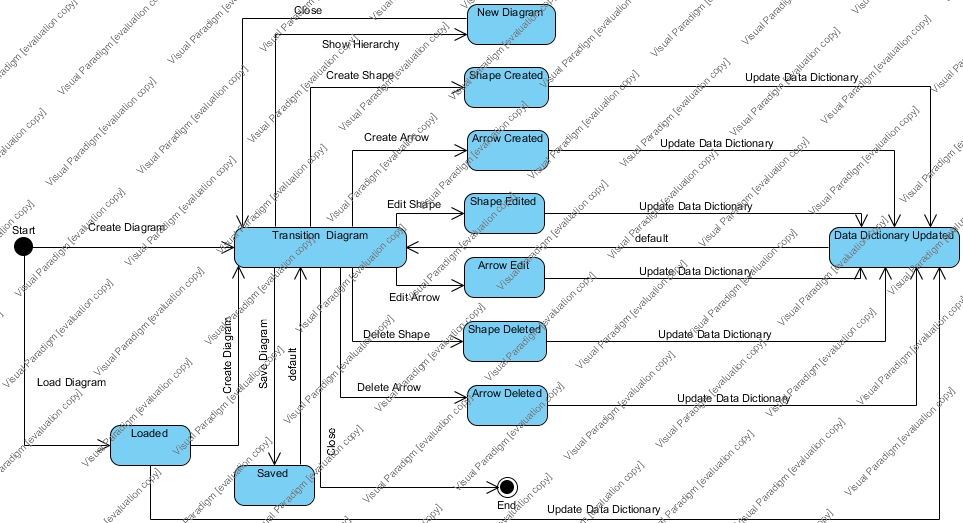 Close
New Diagram
Show Hierarchy
Create Shape
Shape Created
Update Data Dictionary
Create Arrow
Arrow Created
Update Data Dictionary
Edit Shape
Shape Edited
Update Data Dictionary
Start
Create Diagram
Transition Diagram
default
Data Dictionary Updated
Arrow Edit
Update Data Dictionary
Edit Arrow
Delete Shape
Shape Deleted
Update Data Dictionary
Create Diagram
Save Diagram
default
Load Diagram
Delete Arrow
Arrow Deleted
Update Data Dictionary
Loaded
Close
Saved
End
Update Data Dictionary
Visual Paradigm [evaluation copy]